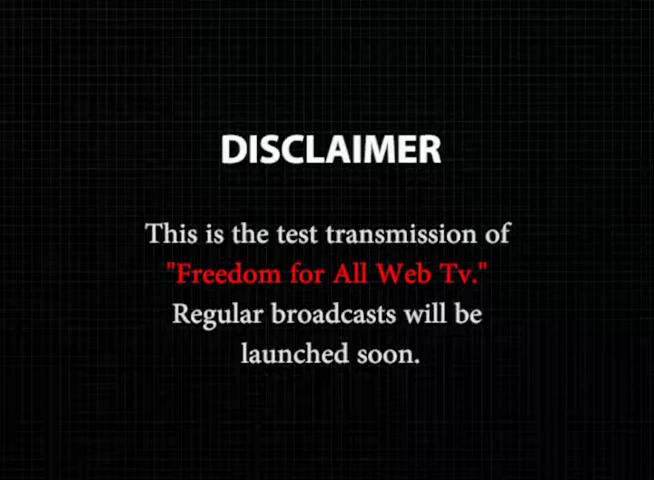 DISCLAIMER
This is the test transmission of
"Freedom for All Web Tv."
Regular broadcasts will be
launched soon.